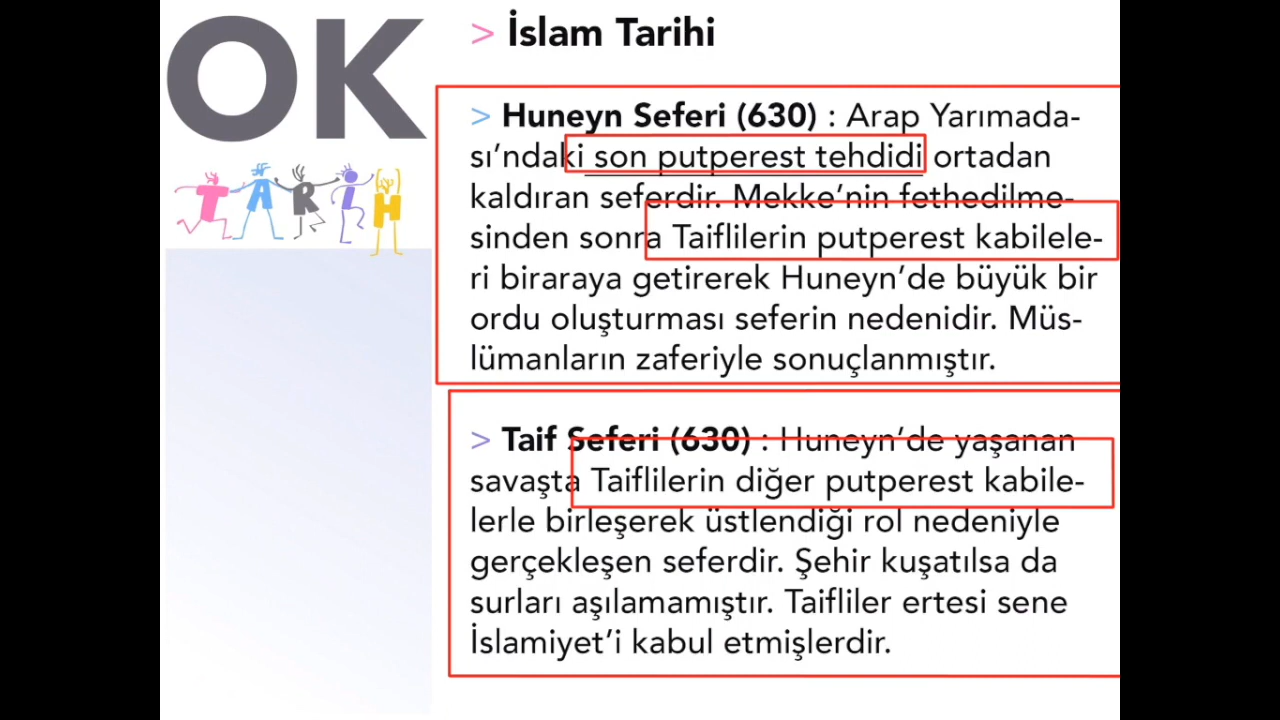 OK
TARİH
> İslam Tarihi
> Huneyn Seferi (630) : Arap Yarımada-
sı’ndaki son putperest tehdidi ortadan
kaldıran seferdir. Mekke’nin fethedilme-
sinden sonra Taiflilerin putperest kabilele-
ri biraraya getirerek Huneyn’de büyük bir
ordu oluşturması seferin nedenidir. Müs-
lümanların zaferiyle sonuçlanmıştır.
> Taif Seferi (630) : Huneyn’de yaşanan
savaşta Taiflilerin diğer putperest kabile-
lerle birleşerek üstlendiği rol nedeniyle
gerçekleşen seferdir. Şehir kuşatılsa da
surları aşılamamıştır. Taifliler ertesi sene
İslamiyet’i kabul etmişlerdir.